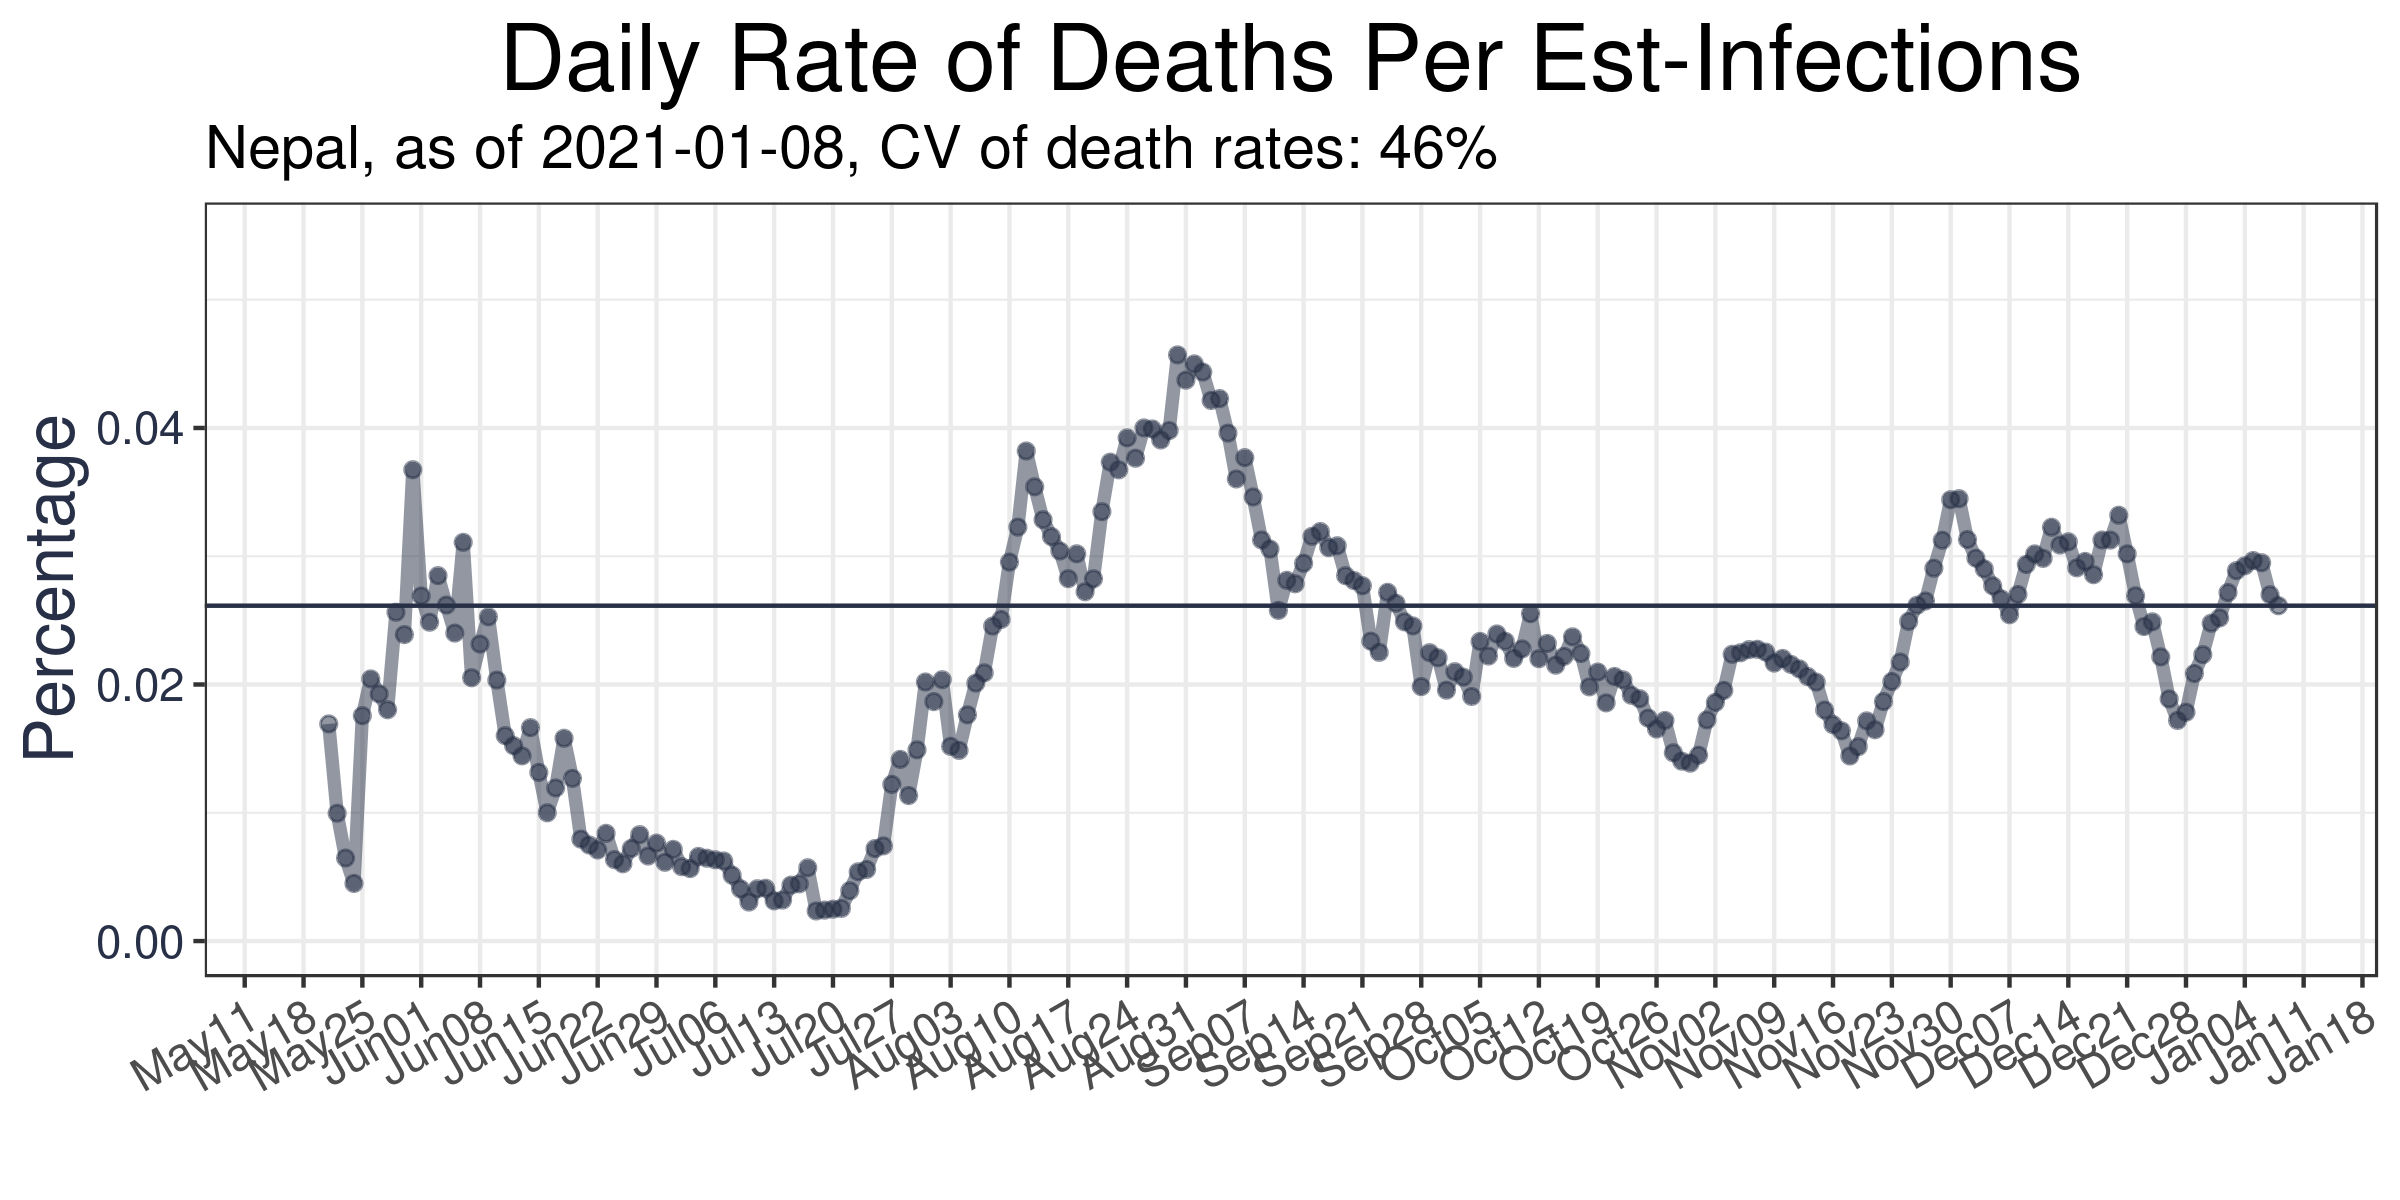 Daily Rate of Deaths Per Est-Infections
Nepal, as of 2021-01-08, CV of death rates: 46%
Percentage
0.04
0.02
0.00
May11
May18
May25
Jun01
Jun08
Jun15
Jun22
Jun29
Jul06
Jul13
Jul20
Jul27
Aug03
Aug10
Aug17
Aug24
Aug31
Sep07
Sep14
Sep21
Sep28
Oct05
Oct12
Oct19
Oct26
Nov02
Nov09
Nov16
Nov23
Nov30
Dec07
Dec14
Dec21
Dec28
Jan04
Jan11
Jan18